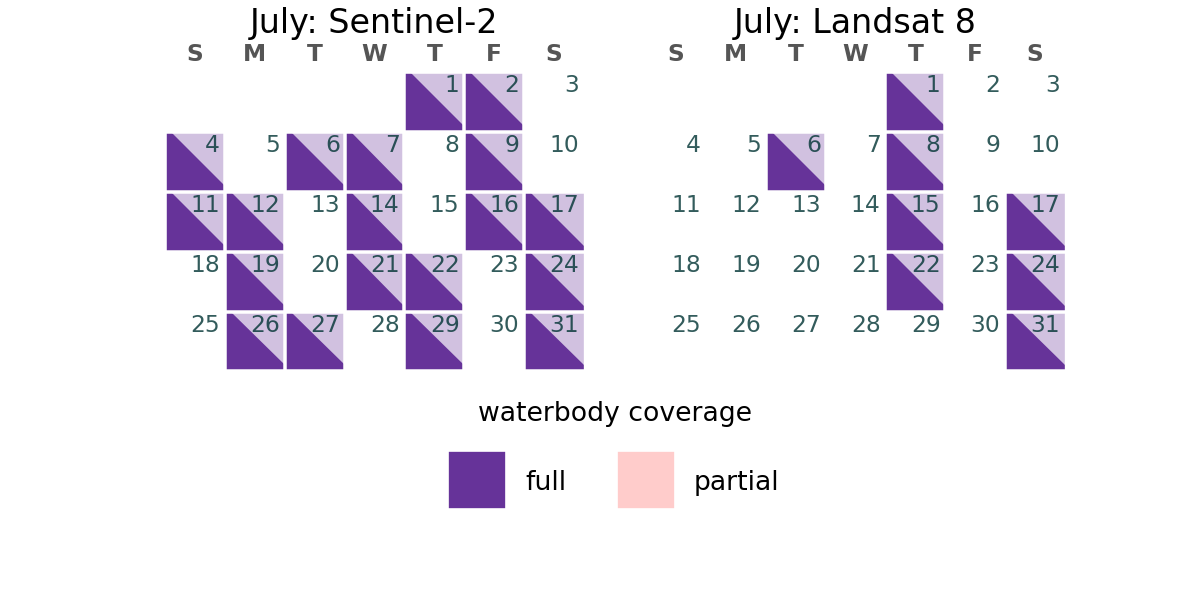 July: Sentinel-2
S M T W T F S
1 2 3
4 5 6 7 8 9 10
11 12 13 14 15 16 17
18 19 20 21 22 23 24
25 26 27 28 29 30 31
July: Landsat 8
S M T W T F S
1 2 3
4 5 6 7 8 9 10
11 12 13 14 15 16 17
18 19 20 21 22 23 24
25 26 27 28 29 30 31
waterbody coverage
full partial